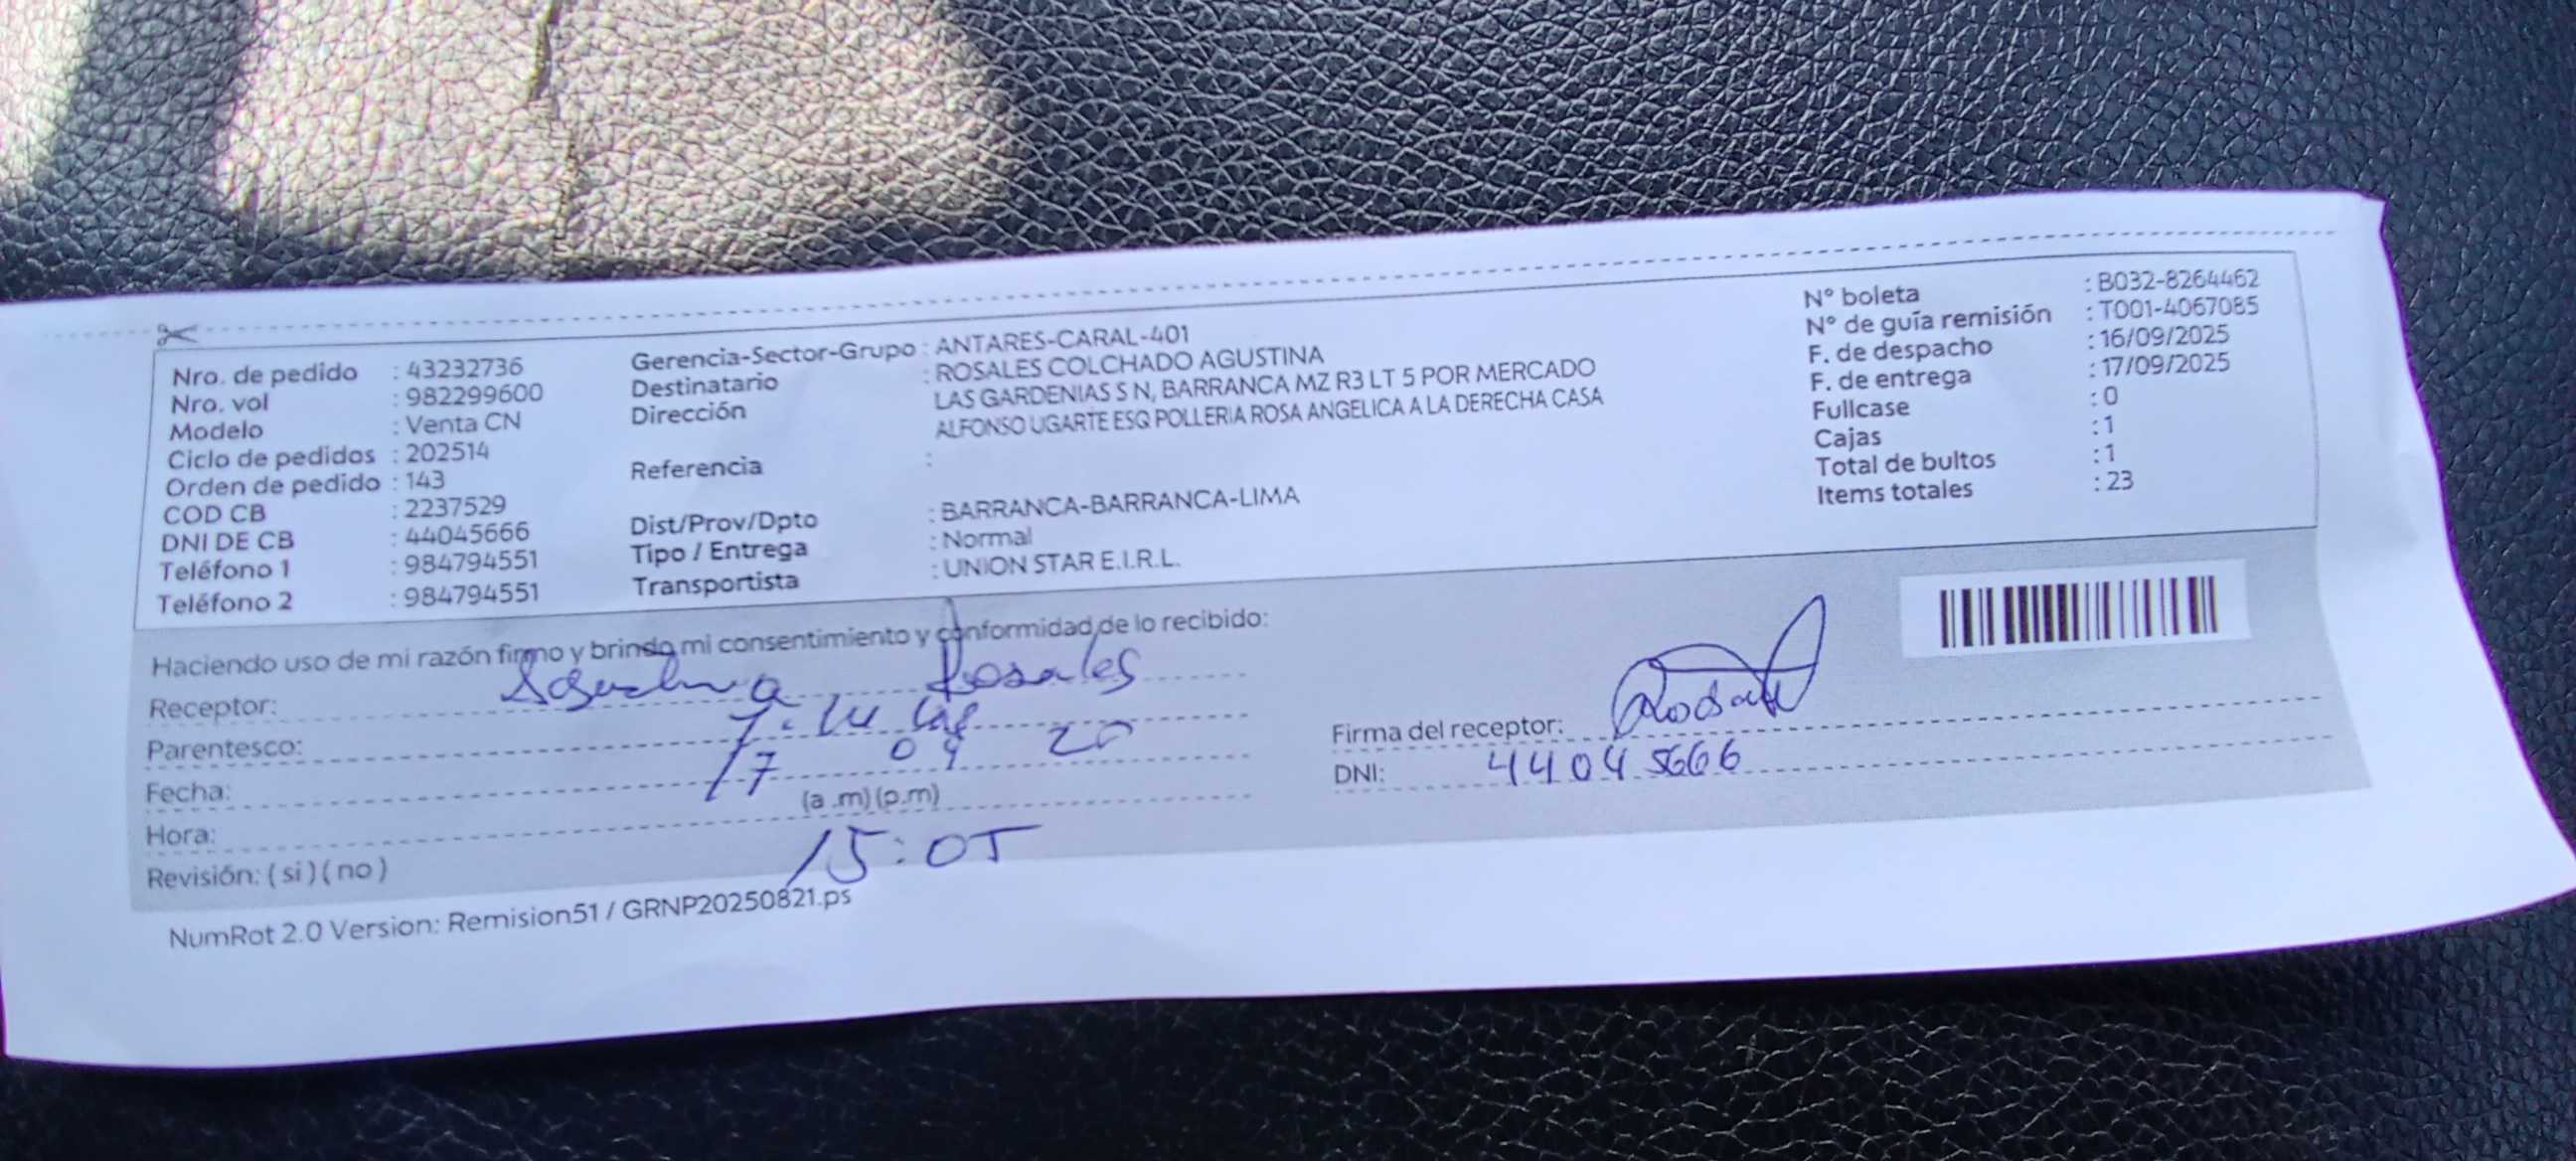 Nro. de pedido : 43232736
Nro. vol : 982299600
Modelo : Venta CN
Ciclo de pedidos : 202514
Orden de pedido : 143
COD CB : 2237529
DNI DE CB : 44045666
Teléfono 1 : 984794551
Teléfono 2 : 984794551
Gerencia-Sector-Grupo : ANTARES-CARAL-401
Destinatario : ROSALES COLCHADO AGUSTINA
Dirección LAS GARDENIAS S N, BARRANCA MZ R3 LT 5 POR MERCADO
ALFONSO UGARTE ESQ POLLERIA ROSA ANGELICA A LA DERECHA CASA
Referencia :
Dist/Prov/Dpto : BARRANCA-BARRANCA-LIMA
Tipo / Entrega : Normal
Transportista : UNION STAR E.I.R.L.
N° boleta : B032-8264462
N° de guía remisión : T001-4067085
F. de despacho : 16/09/2025
F. de entrega : 17/09/2025
Fullcase : 0
Cajas : 1
Total de bultos : 1
Items totales : 23
Haciendo uso de mi razón firmo y brindo mi consentimiento y conformidad de lo recibido:
Receptor: Agustina Rosales
Parentesco:
Fecha: 17 09 20
Hora: (a .m) (p.m)
15:05
Revisión: ( si ) ( no )
Firma del receptor:
DNI: 44045666
NumRot 2.0 Version: Remision51 / GRNP20250821.ps